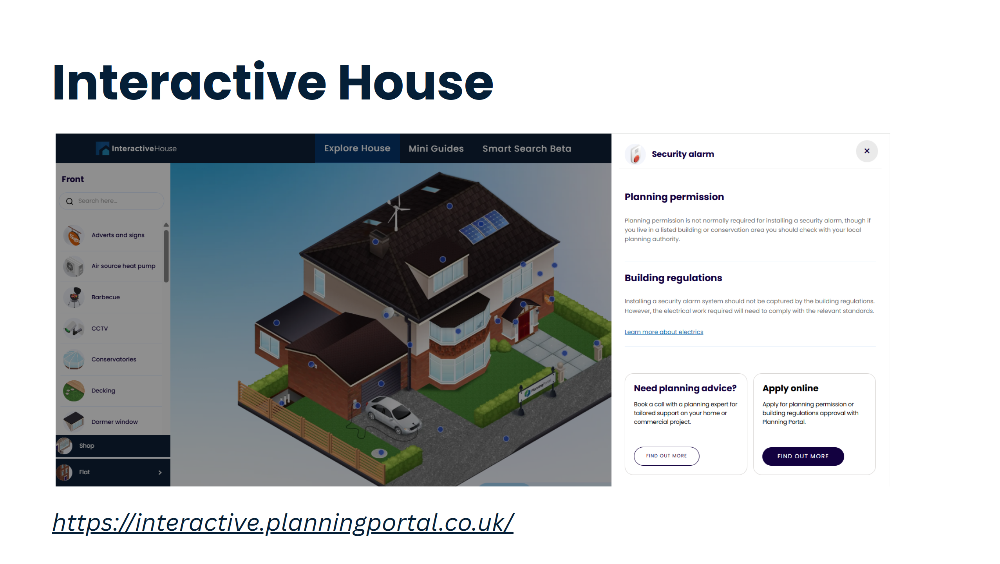 Interactive House
InteractiveHouse
Explore House
Mini Guides
Smart Search Beta
Front
Search here...
Adverts and signs
Air source heat pump
Barbecue
CCTV
Conservatories
Decking
Dormer window
Shop
Flat
Sign
PlanningPortal
Security alarm
Planning permission
Planning permission is not normally required for installing a security alarm, though if
you live in a listed building or conservation area you should check with your local
planning authority.
Building regulations
Installing a security alarm system should not be captured by the building regulations.
However, the electrical work required will need to comply with the relevant standards.
Learn more about electrics
Need planning advice?
Book a call with a planning expert for
tailored support on your home or
commercial project.
FIND OUT MORE
Apply online
Apply for planning permission or
building regulations approval with
Planning Portal.
FIND OUT MORE
https://interactive.planningportal.co.uk/